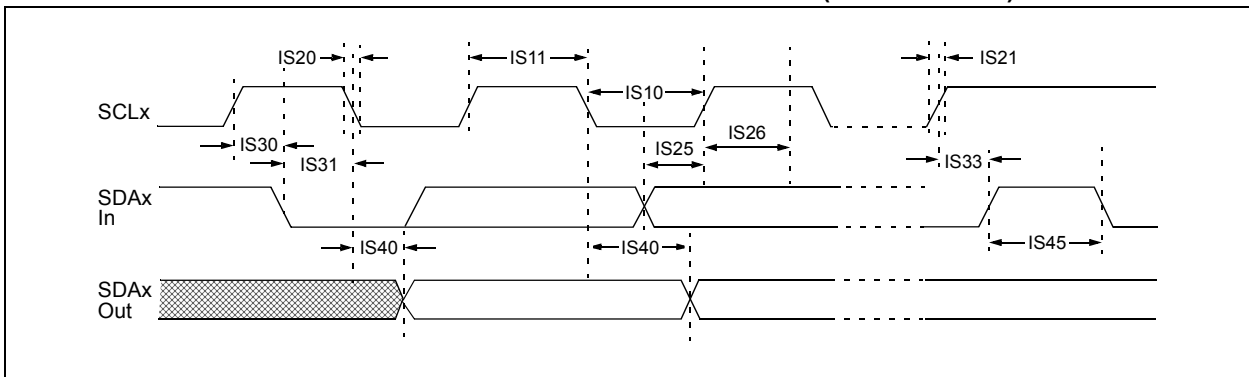 IS20
IS11
IS21
IS10
SCLx
IS26
IS30
IS25
IS31
IS33
SDAx
In
IS40
IS40
IS45
SDAx
Out